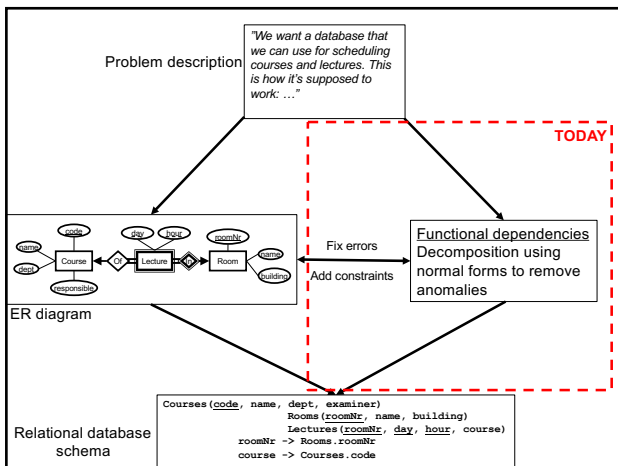 Problem description
"We want a database that
we can use for scheduling
courses and lectures. This
is how it's supposed to
work: …"
TODAY
code
name
dept
responsible
Course
Of
day
hour
Lecture
In
roomNr
Room
name
building
ER diagram
Fix errors
Add constraints
Functional dependencies
Decomposition using
normal forms to remove
anomalies
Relational database
schema
Courses(code, name, dept, examiner)
Rooms(roomNr, name, building)
Lectures(roomNr, day, hour, course)
roomNr -> Rooms.roomNr
course -> Courses.code